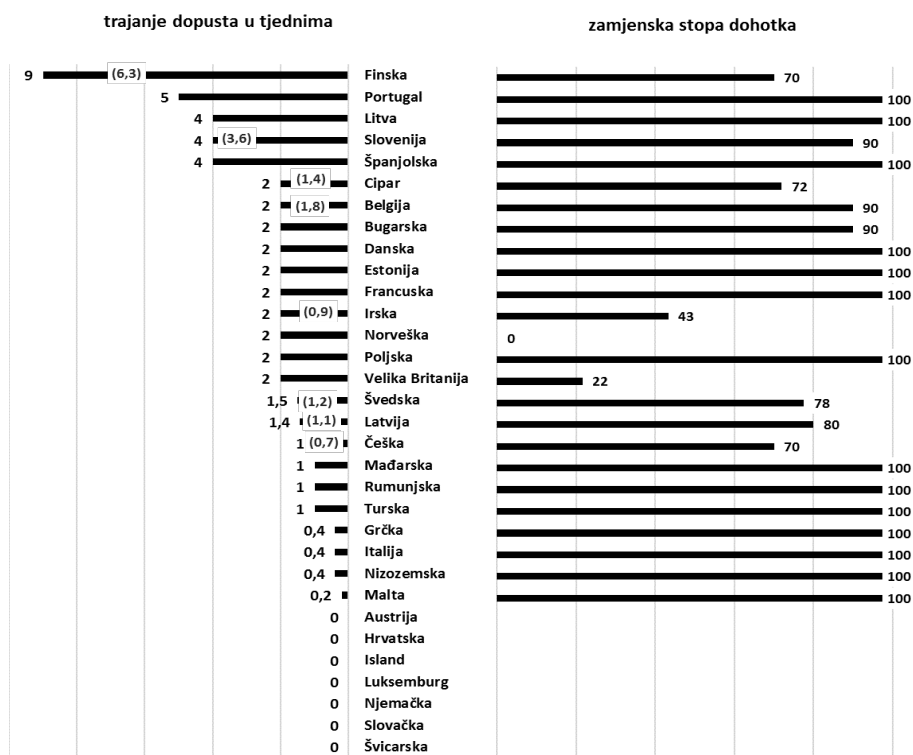 trajanje dopusta u tjednima
zamjenska stopa dohotka
9 (6,3) Finska 70
5 Portugal 100
4 Litva 100
4 (3,6) Slovenija 90
4 Španjolska 100
2 (1,4) Cipar 72
2 (1,8) Belgija 90
2 Bugarska 90
2 Danska 100
2 Estonija 100
2 Francuska 100
2 (0,9) Irska 43
2 Norveška 0
2 Poljska 100
2 Velika Britanija 22
1,5 (1,2) Švedska 78
1,4 (1,1) Latvija 80
1 (0,7) Češka 70
1 Mađarska 100
1 Rumunjska 100
1 Turska 100
0,4 Grčka 100
0,4 Italija 100
0,4 Nizozemska 100
0,2 Malta 100
0 Austrija
0 Hrvatska
0 Island
0 Luksemburg
0 Njemačka
0 Slovačka
0 Švicarska